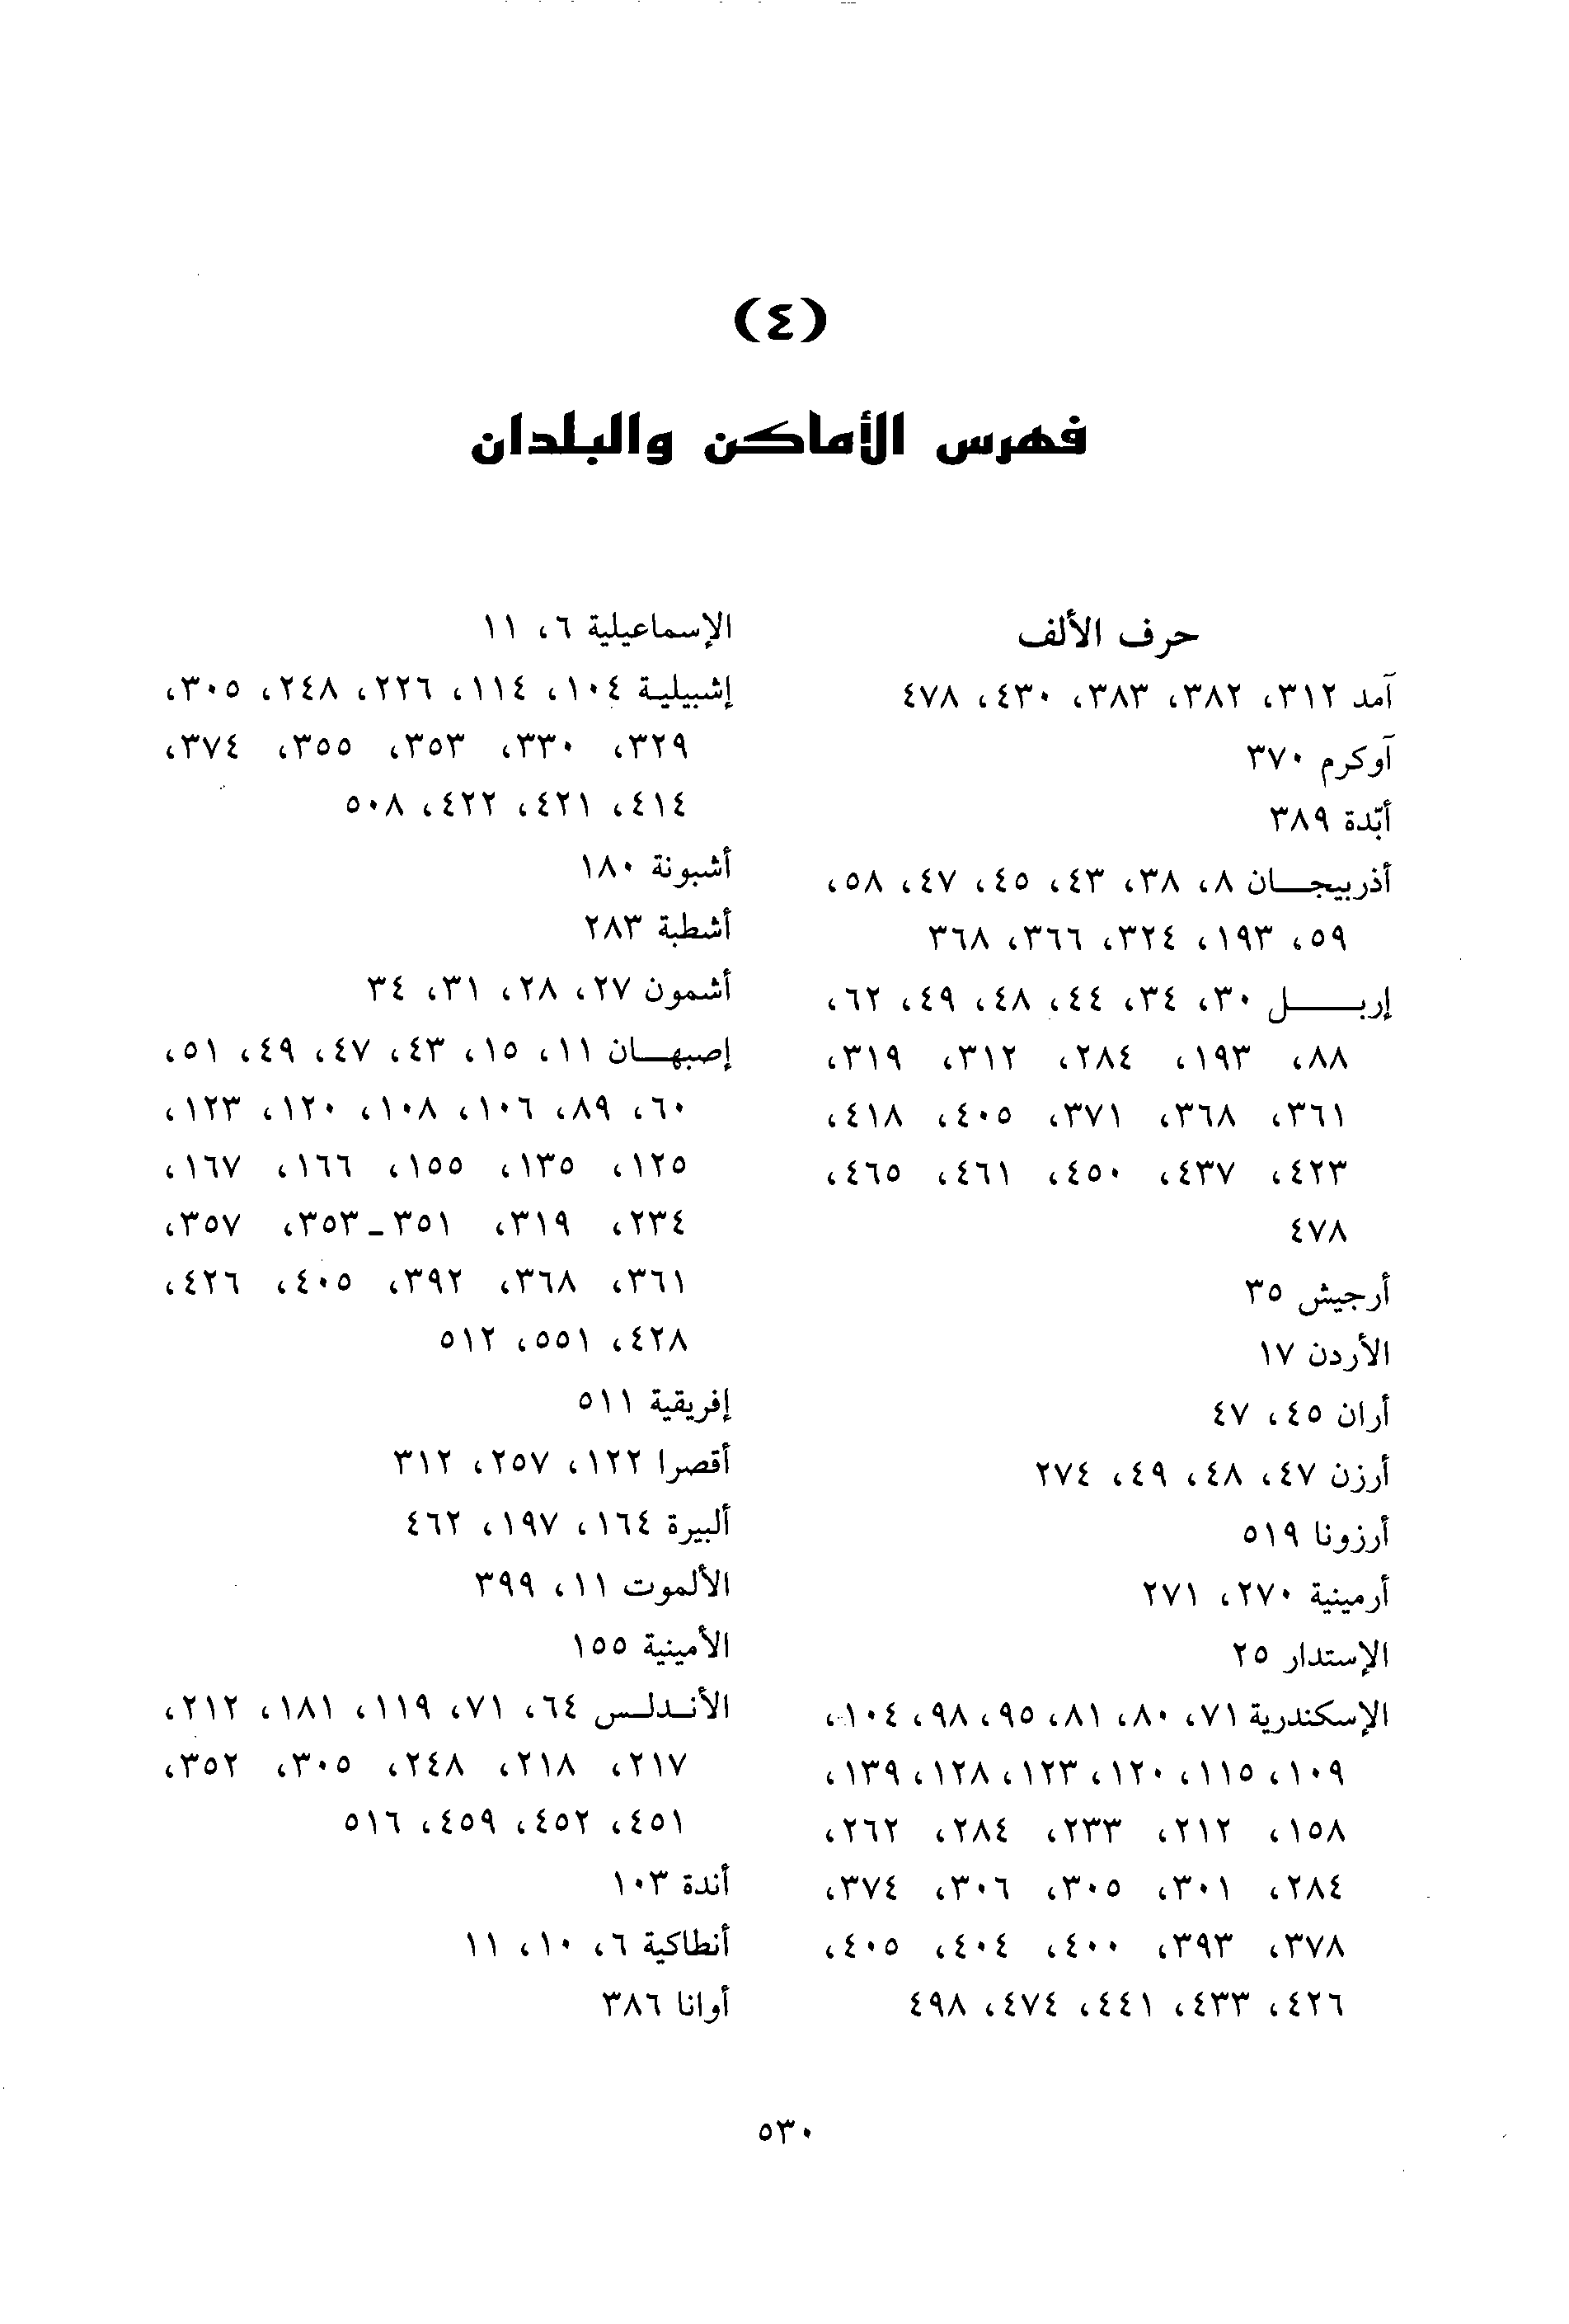 (٤)
فهرس الأماكن والبلدان
حرف الألف
آمد ٣١٢، ٣٨٢، ٣٨٣، ٤٣٠، ٤٧٨
آوكرم ٣٧٠
أبّدة ٣٨٩
أذربيجــان ٨، ٣٨، ٤٣، ٤٥، ٤٧، ٥٨،
٥٩، ١٩٣، ٣٢٤، ٣٦٦، ٣٦٨
إربـــــل ٣٠، ٣٤، ٤٤، ٤٨، ٤٩، ٦٢،
٨٨، ١٩٣، ٢٨٤، ٣١٢، ٣١٩،
٣٦١، ٣٦٨، ٣٧١، ٤٠٥، ٤١٨،
٤٢٣، ٤٣٧، ٤٥٠، ٤٦١، ٤٦٥،
٤٧٨
أرجيش ٣٥
الأردن ١٧
أران ٤٥، ٤٧
أرزن ٤٧، ٤٨، ٤٩، ٢٧٤
أرزونا ٥١٩
أرمينية ٢٧٠، ٢٧١
الإستدار ٢٥
الإسكندرية ٧١، ٨٠، ٨١، ٩٥، ٩٨، ١٠٤،
١٠٩، ١١٥، ١٢٠، ١٢٣، ١٢٨، ١٣٩،
١٥٨، ٢١٢، ٢٣٣، ٢٨٤، ٢٦٢،
٢٨٤، ٣٠١، ٣٠٥، ٣٠٦، ٣٧٤،
٣٧٨، ٣٩٣، ٤٠٠، ٤٠٤، ٤٠٥،
٤٢٦، ٤٣٣، ٤٤١، ٤٧٤، ٤٩٨
الإسماعيلية ٦، ١١
إشبيليـة ١٠٤، ١١٤، ٢٢٦، ٢٤٨، ٣٠٥،
٣٢٩، ٣٣٠، ٣٥٣، ٣٥٥، ٣٧٤،
٤١٤، ٤٢١، ٤٢٢، ٥٠٨
أشبونة ١٨٠
أشطبة ٢٨٣
أشمون ٢٧، ٢٨، ٣١، ٣٤
إصبهــان ١١، ١٥، ٤٣، ٤٧، ٤٩، ٥١،
٦٠، ٨٩، ١٠٦، ١٠٨، ١٢٠، ١٢٣،
١٢٥، ١٣٥، ١٥٥، ١٦٦، ١٦٧،
٢٣٤، ٣١٩، ٣٥١ـ٣٥٣، ٣٥٧،
٣٦١، ٣٦٨، ٣٩٢، ٤٠٥، ٤٢٦،
٤٢٨، ٥٥١، ٥١٢
إفريقية ٥١١
أقصرا ١٢٢، ٢٥٧، ٣١٢
ألبيرة ١٦٤، ١٩٧، ٤٦٢
الألموت ١١، ٣٩٩
الأمينية ١٥٥
الأنـدلـس ٦٤، ٧١، ١١٩، ١٨١، ٢١٢،
٢١٧، ٢١٨، ٢٤٨، ٣٠٥، ٣٥٢،
٤٥١، ٤٥٢، ٤٥٩، ٥١٦
أندة ١٠٣
أنطاكية ٦، ١٠، ١١
أوانا ٣٨٦
٥٣٠